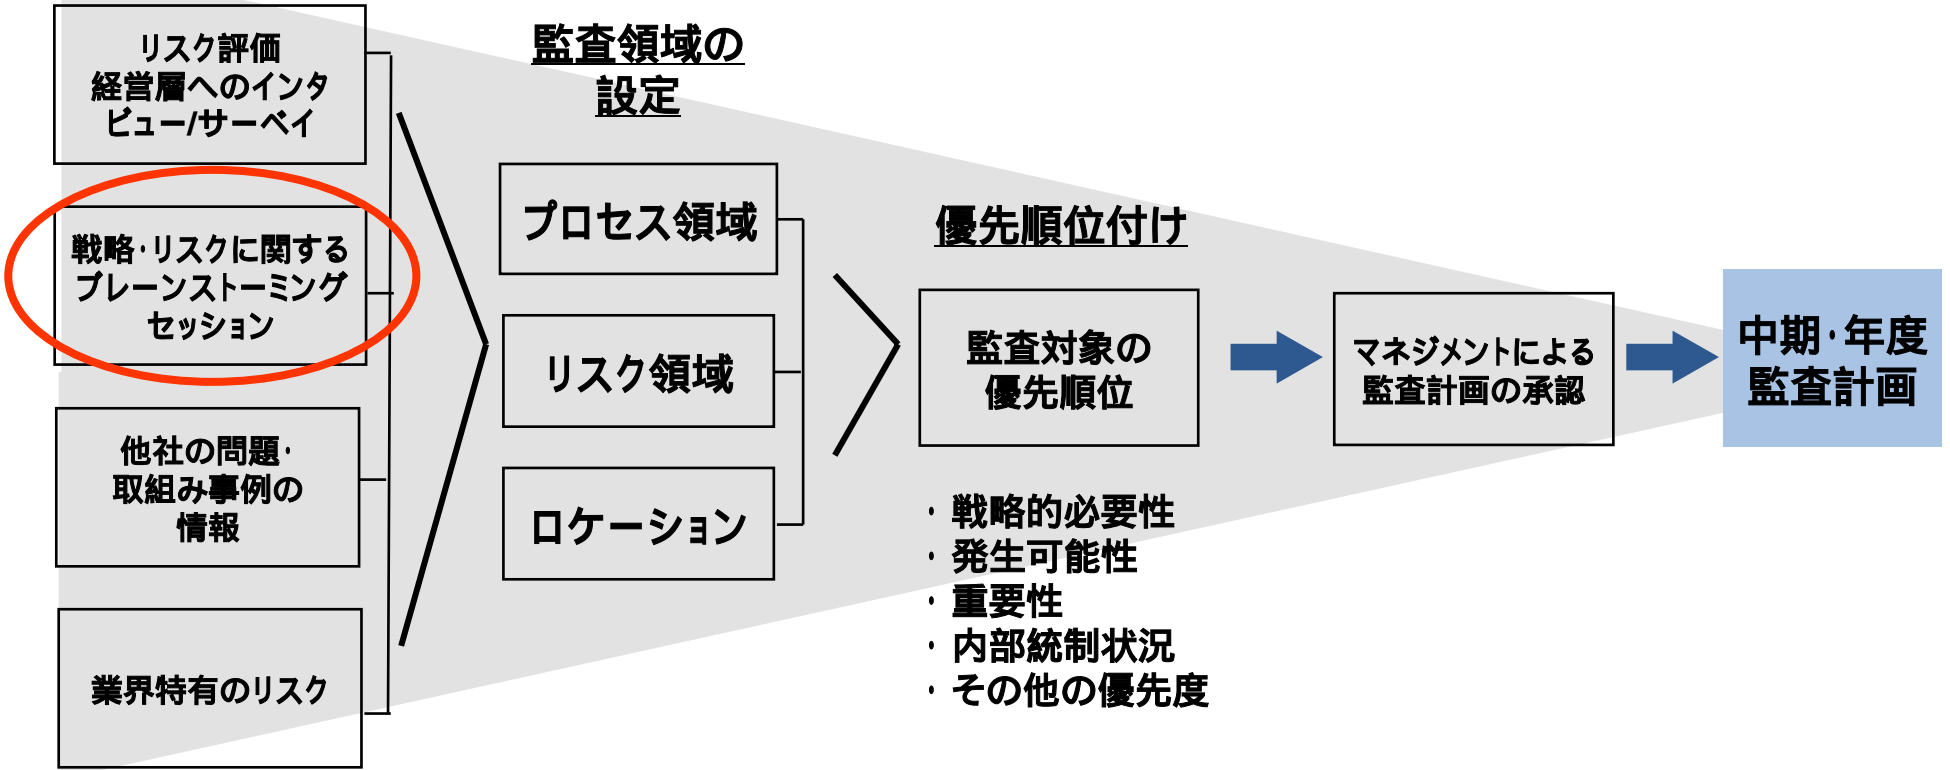 リスク評価
経営層へのインタ
ビュー/サーベイ
戦略･リスクに関する
ブレーンストーミング
セッション
他社の問題･
取組み事例の
情報
業界特有のリスク
監査領域の
設定
プロセス領域
リスク領域
ロケーション
優先順位付け
監査対象の
優先順位
･ 戦略的必要性
･ 発生可能性
･ 重要性
･ 内部統制状況
･ その他の優先度
マネジメントによる
監査計画の承認
中期･年度
監査計画